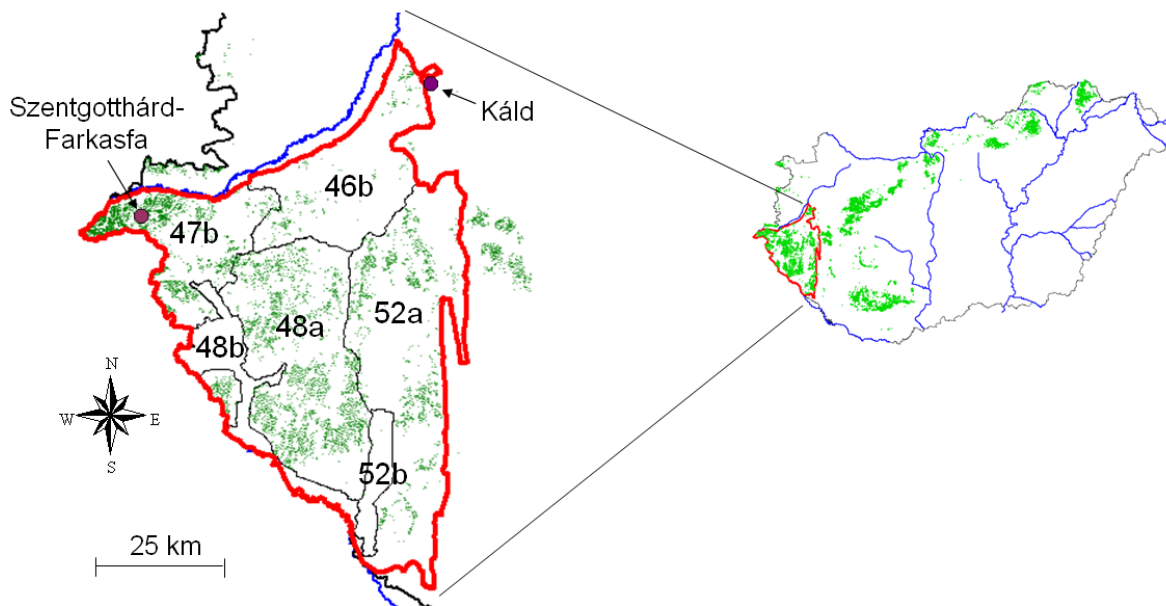 Szentgotthárd-
Farkasfa
Káld
46b
47b
48a
52a
48b
N
W E
S
52b
25 km